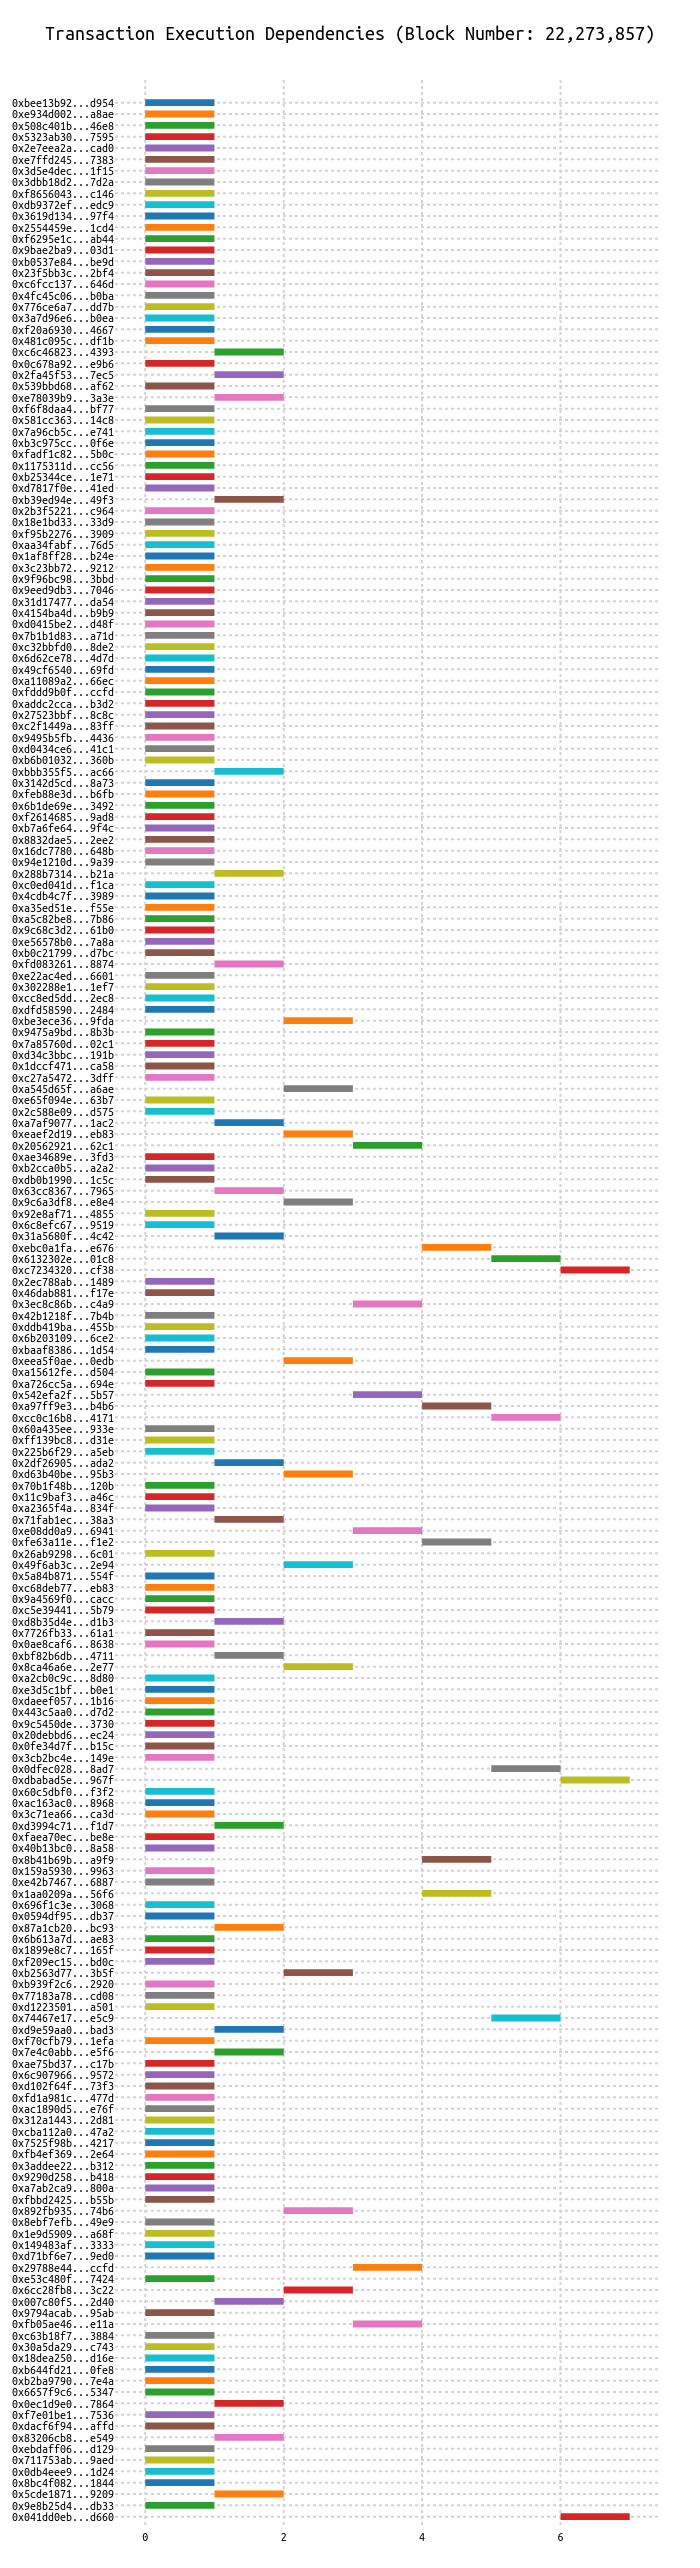 Transaction Execution Dependencies (Block Number: 22,273,857)
0xbee13b92...d954
0xe934d002...a8ae
0x508c401b...46e8
0x5323ab30...7595
0x2e7eea2a...cad0
0xe7ffd245...7383
0x3d5e4dec...1f15
0x3dbb18d2...7d2a
0xf8656043...c146
0xdb9372ef...edc9
0x3619d134...97f4
0x2554459e...1cd4
0xf6295e1c...ab44
0x9bae2ba9...03d1
0xb0537e84...be9d
0x23f5bb3c...2bf4
0xc6fcc137...646d
0x4fc45c06...b0ba
0x776ce6a7...dd7b
0x3a7d96e6...b0ea
0xf20a6930...4667
0x481c095c...df1b
0xc6c46823...4393
0x0c678a92...e9b6
0x2fa45f53...7ec5
0x539bbd68...af62
0xe78039b9...3a3e
0xf6f8daa4...bf77
0x581cc363...14c8
0x7a96cb5c...e741
0xb3c975cc...0f6e
0xfadf1c82...5b0c
0x1175311d...cc56
0xb25344ce...1e71
0xd7817f0e...41ed
0xb39ed94e...49f3
0x2b3f5221...c964
0x18e1bd33...33d9
0xf95b2276...3909
0xaa34fabf...76d5
0x1af8ff28...b24e
0x3c23bb72...9212
0x9f96bc98...3bbd
0x9eed9db3...7046
0x31d17477...da54
0x4154ba4d...b9b9
0xd0415be2...d48f
0x7b1b1d83...a71d
0xc32bbfd0...8de2
0x6d62ce78...4d7d
0x49cf6540...69fd
0xa11089a2...66ec
0xfddd9b0f...ccfd
0xaddc2cca...b3d2
0x27523bbf...8c8c
0xc2f1449a...83ff
0x9495b5fb...4436
0xd0434ce6...41c1
0xb6b01032...360b
0xbbb355f5...ac66
0x3142d5cd...8a73
0xfeb88e3d...b6fb
0x6b1de69e...3492
0xf2614685...9ad8
0xb7a6fe64...9f4c
0x8832dae5...2ee2
0x16dc7780...648b
0x94e1210d...9a39
0x288b7314...b21a
0xc0ed041d...f1ca
0x4cdb4c7f...3989
0xa35ed51e...f55e
0xa5c82be8...7b86
0x9c68c3d2...61b0
0xe56578b0...7a8a
0xb0c21799...d7bc
0xfd083261...8874
0xe22ac4ed...6601
0x302288e1...1ef7
0xcc8ed5dd...2ec8
0xdfd58590...2484
0xbe3ece36...9fda
0x9475a9bd...8b3b
0x7a85760d...02c1
0xd34c3bbc...191b
0x1dccf471...ca58
0xc27a5472...3dff
0xa545d65f...a6ae
0xe65f094e...63b7
0x2c588e09...d575
0xa7af9077...1ac2
0xeaef2d19...eb83
0x20562921...62c1
0xae34689e...3fd3
0xb2cca0b5...a2a2
0xdb0b1990...1c5c
0x63cc8367...7965
0x9c6a3df8...e8e4
0x92e8af71...4855
0x6c8efc67...9519
0x31a5680f...4c42
0xebc0a1fa...e676
0x6132302e...01c8
0xc7234320...cf38
0x2ec788ab...1489
0x46dab881...f17e
0x3ec8c86b...c4a9
0x42b1218f...7b4b
0xddb419ba...455b
0x6b203109...6ce2
0xbaaf8386...1d54
0xeea5f0ae...0edb
0xa15612fe...d504
0xa726cc5a...694e
0x542efa2f...5b57
0xa97ff9e3...b4b6
0xcc0c16b8...4171
0x60a435ee...933e
0xff139bc8...d31e
0x225b6f29...a5eb
0x2df26905...ada2
0xd63b40be...95b3
0x70b1f48b...120b
0x11c9baf3...a46c
0xa2365f4a...834f
0x71fab1ec...38a3
0xe08dd0a9...6941
0xfe63a11e...f1e2
0x26ab9298...6c01
0x49f6ab3c...2e94
0x5a84b871...554f
0xc68deb77...eb83
0x9a4569f0...cacc
0xc5e39441...5b79
0xd8b35d4e...d1b3
0x7726fb33...61a1
0x0ae8caf6...8638
0xbf82b6db...4711
0x8ca46a6e...2e77
0xa2cb0c9c...8d80
0xe3d5c1bf...b0e1
0xdaeef057...1b16
0x443c5aa0...d7d2
0x9c5450de...3730
0x20debbd6...ec24
0x0fe34d7f...b15c
0x3cb2bc4e...149e
0x0dfec028...8ad7
0xdbabad5e...967f
0x60c5dbf0...f3f2
0xac163ac0...8968
0x3c71ea66...ca3d
0xd3994c71...f1d7
0xfaea70ec...be8e
0x40b13bc0...8a58
0x8b41b69b...a9f9
0x159a5930...9963
0xe42b7467...6887
0x1aa0209a...56f6
0x696f1c3e...3068
0x0594df95...db37
0x87a1cb20...bc93
0x6b613a7d...ae83
0x1899e8c7...165f
0xf209ec15...bd0c
0xb2563d77...3b5f
0xb939f2c6...2920
0x77183a78...cd08
0xd1223501...a501
0x74467e17...e5c9
0xd9e59aa0...bad3
0xf70cfb79...1efa
0x7e4c0abb...e5f6
0xae75bd37...c17b
0x6c907966...9572
0xd102f64f...73f3
0xfd1a981c...477d
0xac1890d5...e76f
0x312a1443...2d81
0xcba112a0...47a2
0x7525f98b...4217
0xfb4ef369...2e64
0x3addee22...b312
0x9290d258...b418
0xa7ab2ca9...800a
0xfbbd2425...b55b
0x892fb935...74b6
0x8ebf7efb...49e9
0x1e9d5909...a68f
0x149483af...3333
0xd71bf6e7...9ed0
0x29788e44...ccfd
0xe53c480f...7424
0x6cc28fb8...3c22
0x007c80f5...2d40
0x9794acab...95ab
0xfb05ae46...e11a
0xc63b18f7...3884
0x30a5da29...c743
0x18dea250...d16e
0xb644fd21...0fe8
0xb2ba9790...7e4a
0x6657f9c6...5347
0x0ec1d9e0...7864
0xf7e01be1...7536
0xdacf6f94...affd
0x83206cb8...e549
0xebdaff06...d129
0x711753ab...9aed
0x0db4eee9...1d24
0x8bc4f082...1844
0x5cde1871...9209
0x9e8b25d4...db33
0x041dd0eb...d660
0 2 4 6